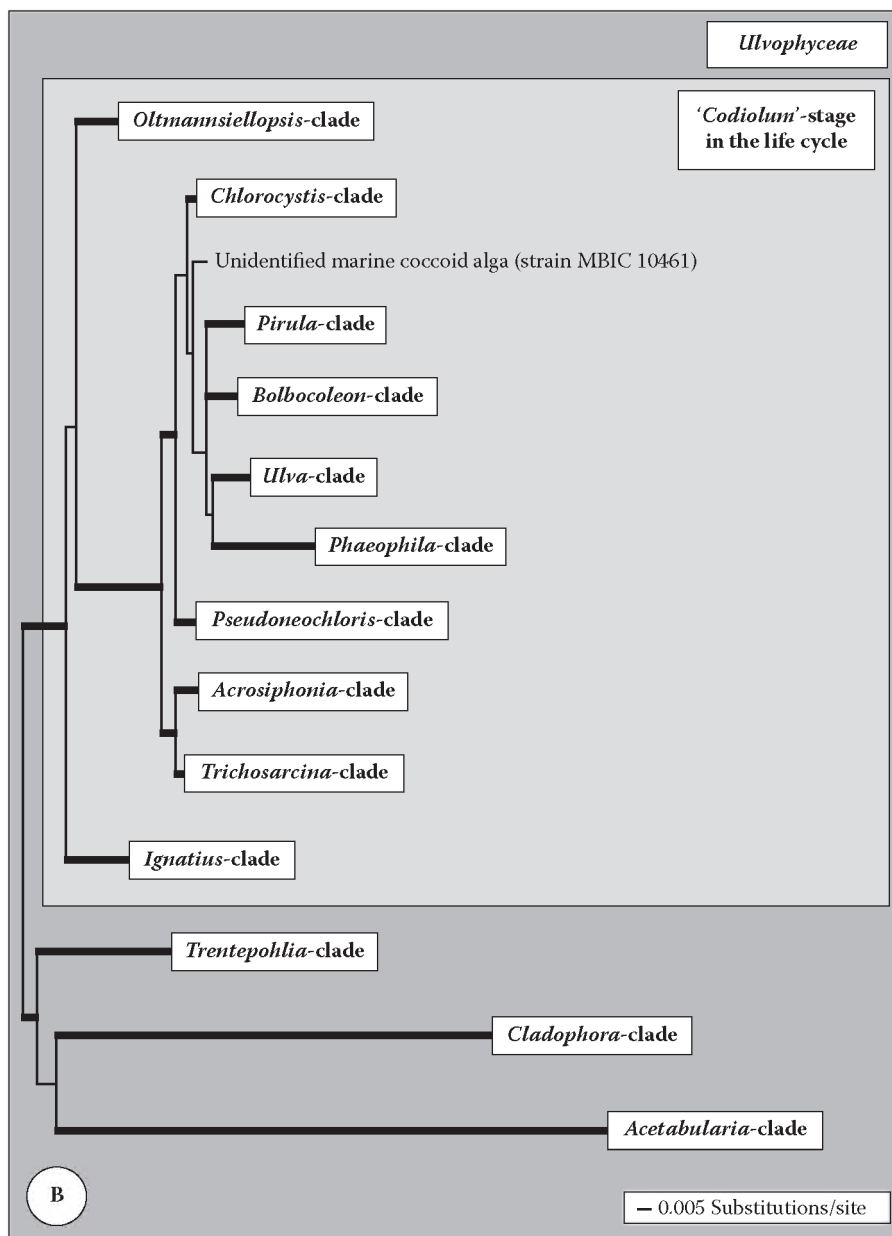 Ulvophyceae
'Codiolum'-stage
in the life cycle
Oltmannsiellopsis-clade
Chlorocystis-clade
Unidentified marine coccoid alga (strain MBIC 10461)
Pirula-clade
Bolbocoleon-clade
Ulva-clade
Phaeophila-clade
Pseudoneochloris-clade
Acrosiphonia-clade
Trichosarcina-clade
Ignatius-clade
Trentepohlia-clade
Cladophora-clade
Acetabularia-clade
B
0.005 Substitutions/site